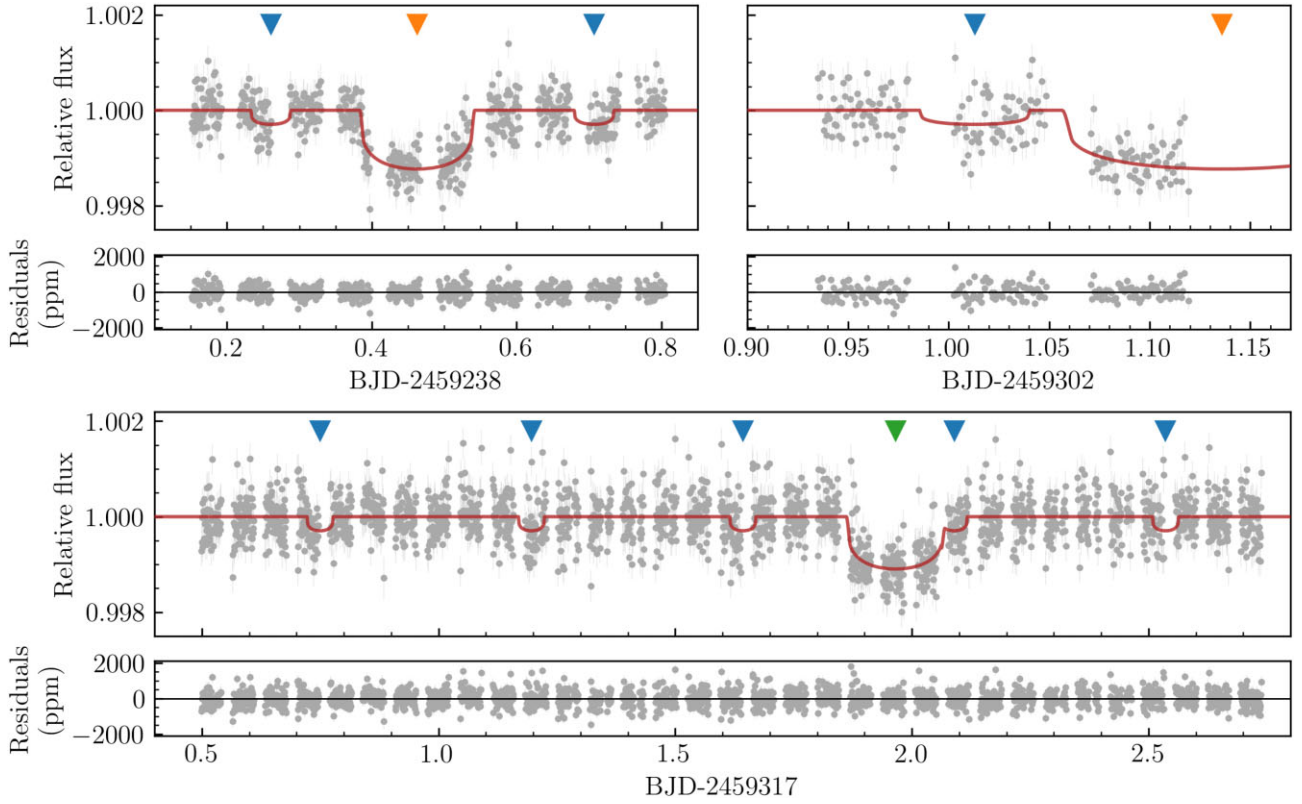 1.002
1.000
0.998
Relative flux
2000
0
−2000
Residuals
(ppm)
0.2 0.4 0.6 0.8
BJD-2459238
0.90 0.95 1.00 1.05 1.10 1.15
BJD-2459302
1.002
1.000
0.998
Relative flux
2000
0
−2000
Residuals
(ppm)
0.5 1.0 1.5 2.0 2.5
BJD-2459317